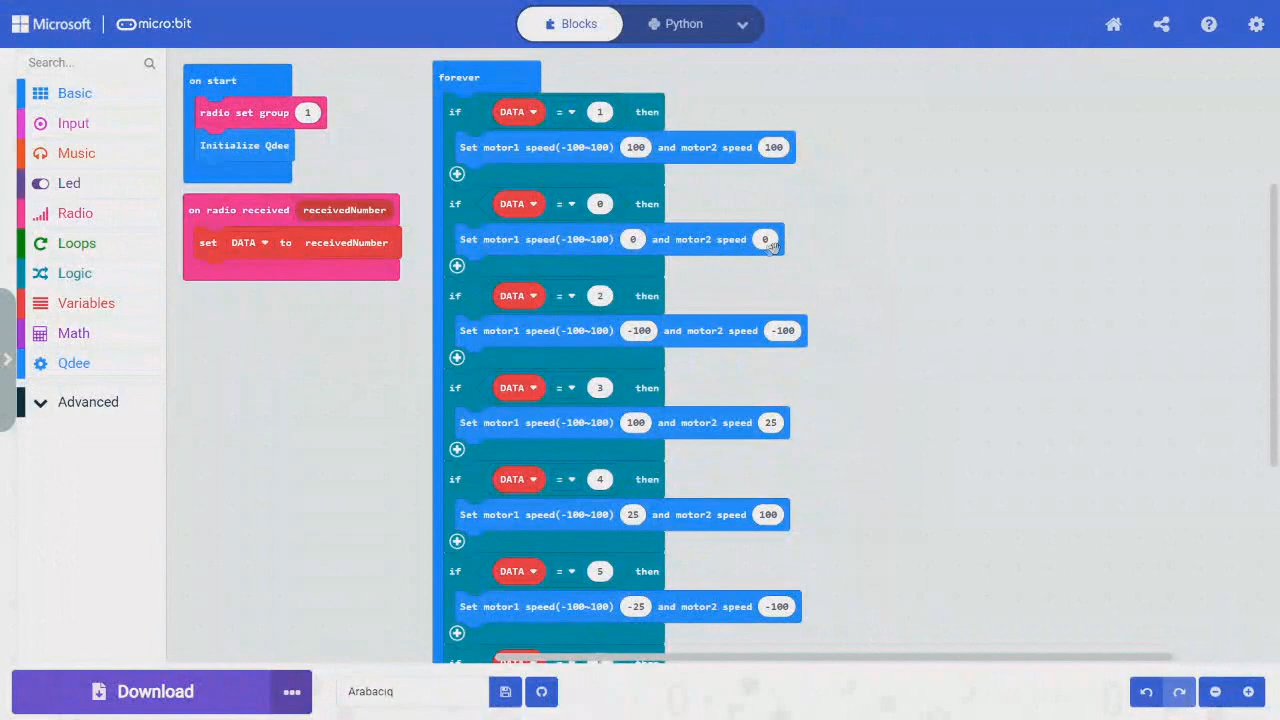 Microsoft micro:bit Blocks Python
Search...
Basic
Input
Music
Led
Radio
Loops
Logic
Variables
Math
Qdee
Advanced
on start
radio set group 1
Initialize Qdee
on radio received receivedNumber
set DATA to receivedNumber
forever
if DATA = 1 then
Set motor1 speed(-100~100) 100 and motor2 speed 100
if DATA = 0 then
Set motor1 speed(-100~100) 0 and motor2 speed 0
if DATA = 2 then
Set motor1 speed(-100~100) -100 and motor2 speed -100
if DATA = 3 then
Set motor1 speed(-100~100) 100 and motor2 speed 25
if DATA = 4 then
Set motor1 speed(-100~100) 25 and motor2 speed 100
if DATA = 5 then
Set motor1 speed(-100~100) -25 and motor2 speed -100
Download
Arabacıq